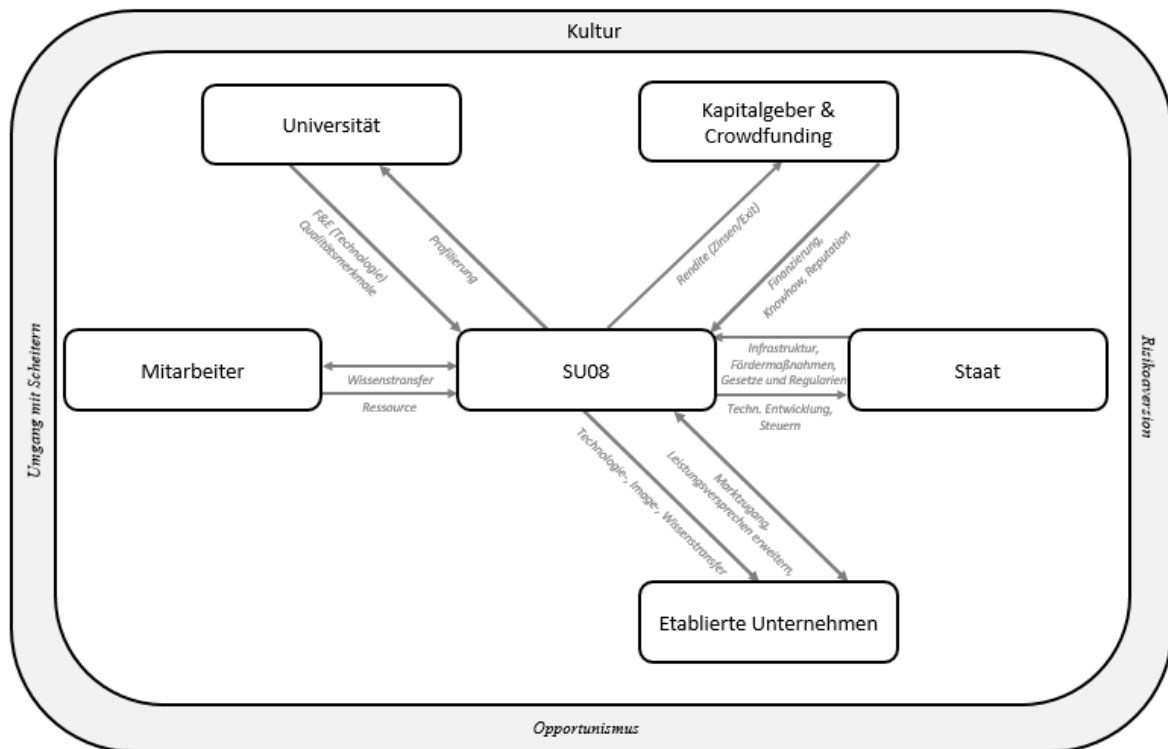 Kultur
Universität
Kapitalgeber &
Crowdfunding
F&E (Technologie)
Qualitätsmerkmale
Profilierung
Rendite (Zinsen/Exit)
Finanzierung,
Knowhow, Reputation
Umgang mit Scheitern
Mitarbeiter
Wissenstransfer
Ressource
SU08
Infrastruktur,
Fördermaßnahmen,
Gesetze und Regularien
Techn. Entwicklung,
Steuern
Staat
Risikoaversion
Technologie-, Image-, Wissenstransfer
Marktzugang,
Leistungsversprechen erweitern,
Etablierte Unternehmen
Opportunismus